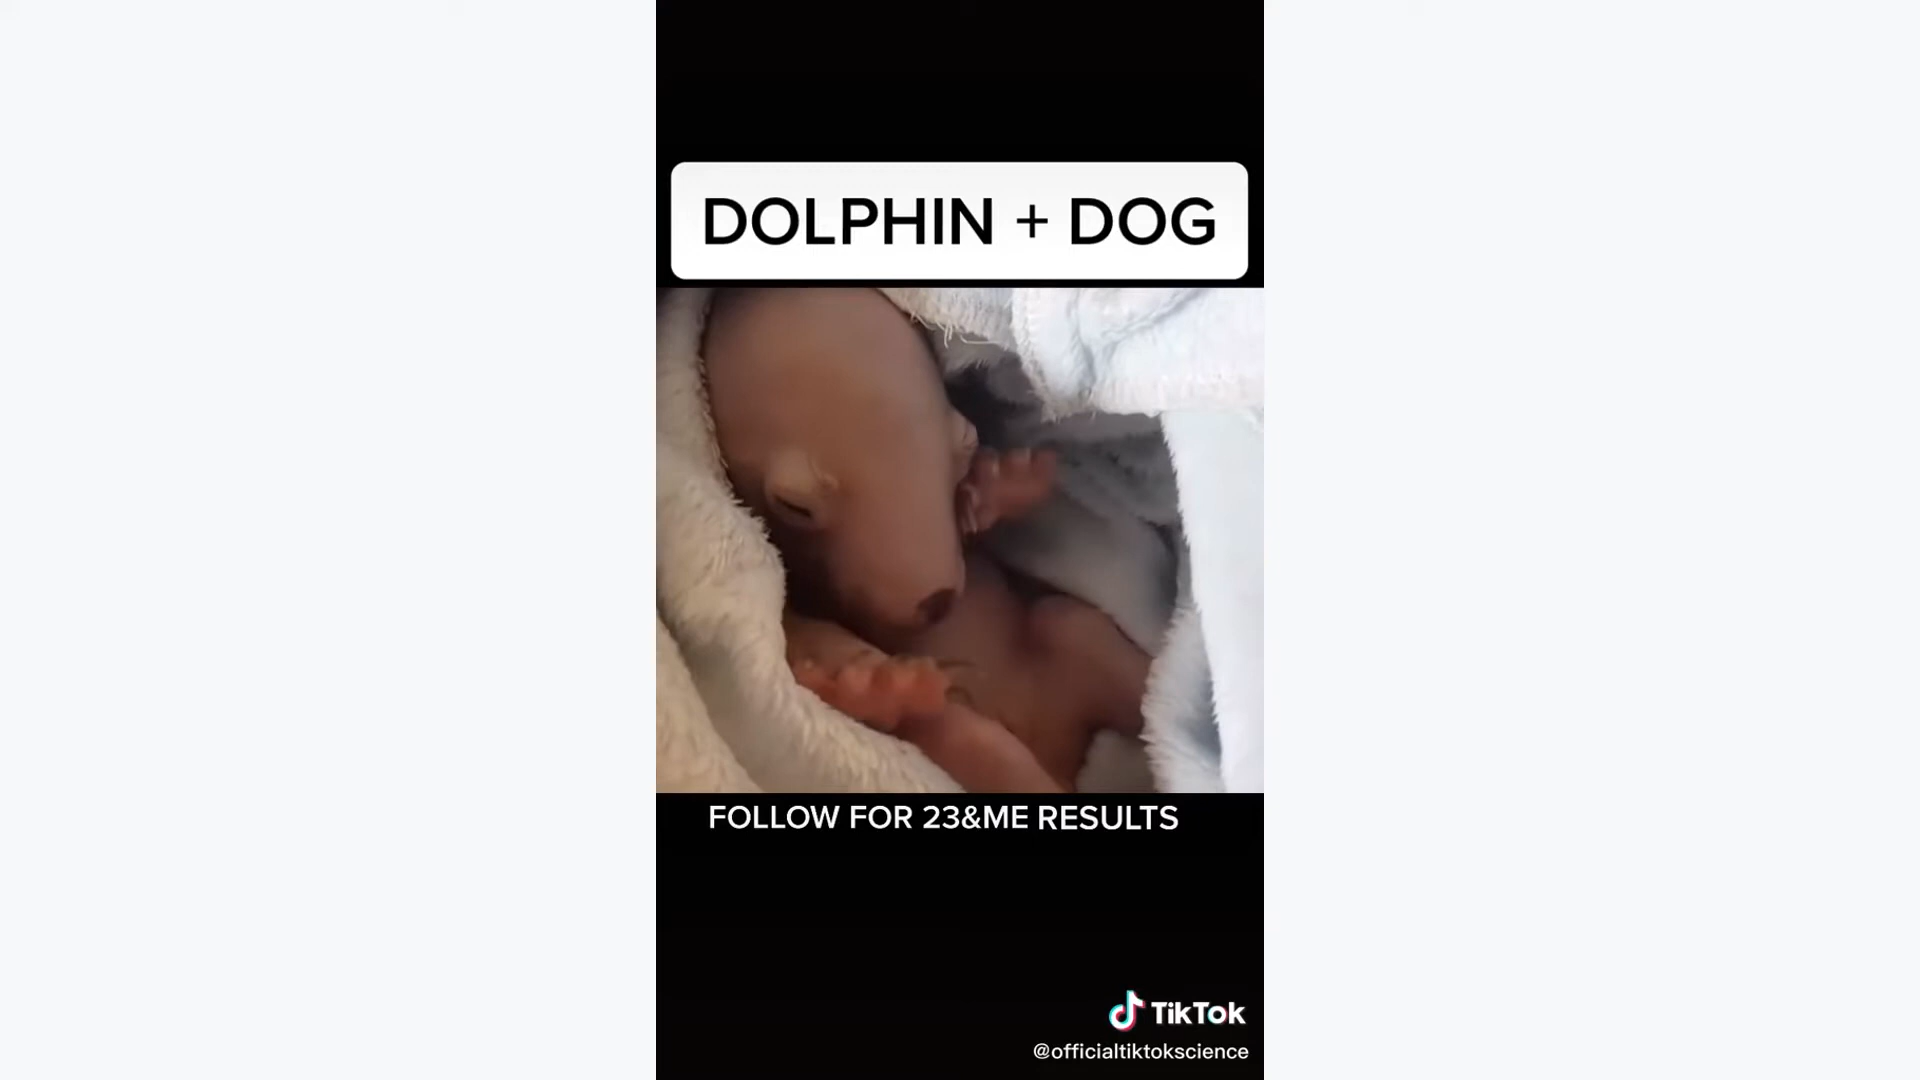 DOLPHIN + DOG
FOLLOW FOR 23&ME RESULTS
TikTok
@officialtiktokscience